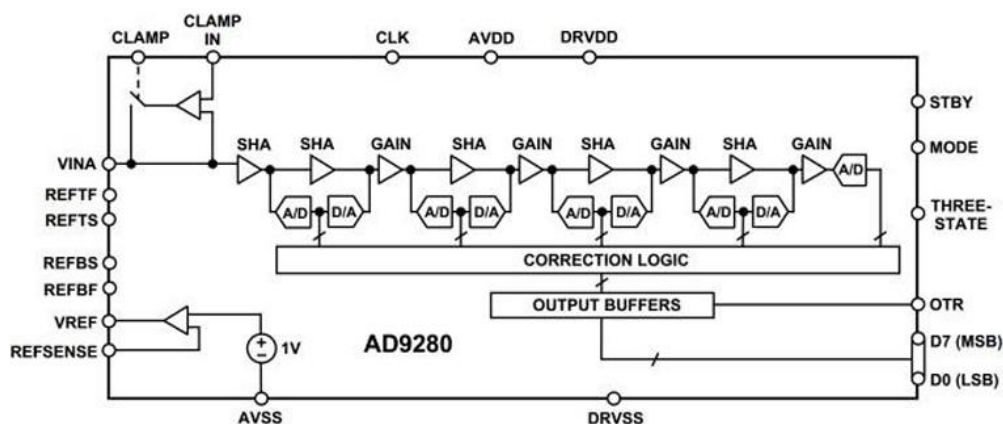 CLAMP
CLAMP
IN
CLK
AVDD
DRVDD
STBY
MODE
THREE-
STATE
OTR
D7 (MSB)
D0 (LSB)
VINA
REFTF
REFTS
REFBS
REFBF
VREF
REFSENSE
SHA
SHA
GAIN
SHA
GAIN
SHA
GAIN
SHA
GAIN
A/D
A/D
D/A
A/D
D/A
A/D
D/A
A/D
D/A
CORRECTION LOGIC
OUTPUT BUFFERS
+
–
1V
AD9280
AVSS
DRVSS